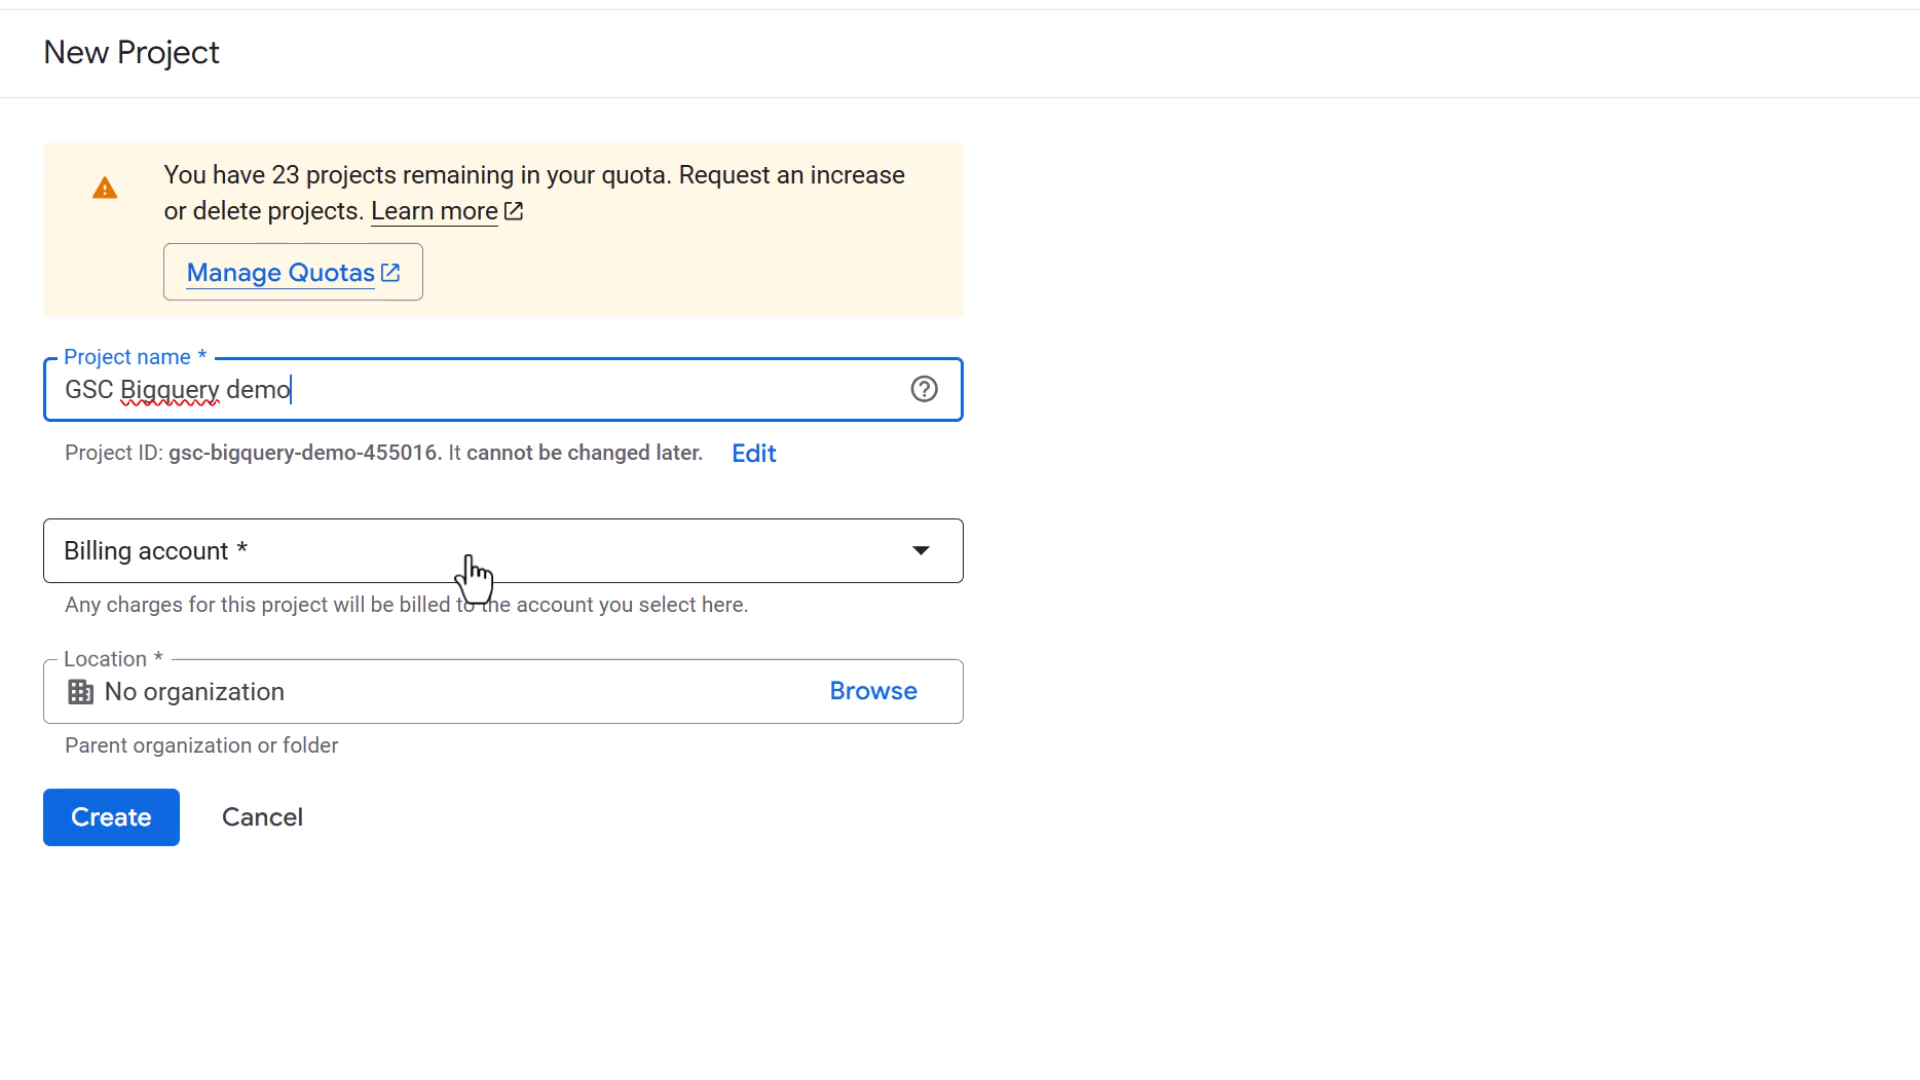 New Project
You have 23 projects remaining in your quota. Request an increase
or delete projects. Learn more
Manage Quotas
Project name *
GSC Bigquery demo
Project ID: gsc-bigquery-demo-455016. It cannot be changed later. Edit
Billing account *
Any charges for this project will be billed to the account you select here.
Location *
No organization Browse
Parent organization or folder
Create Cancel